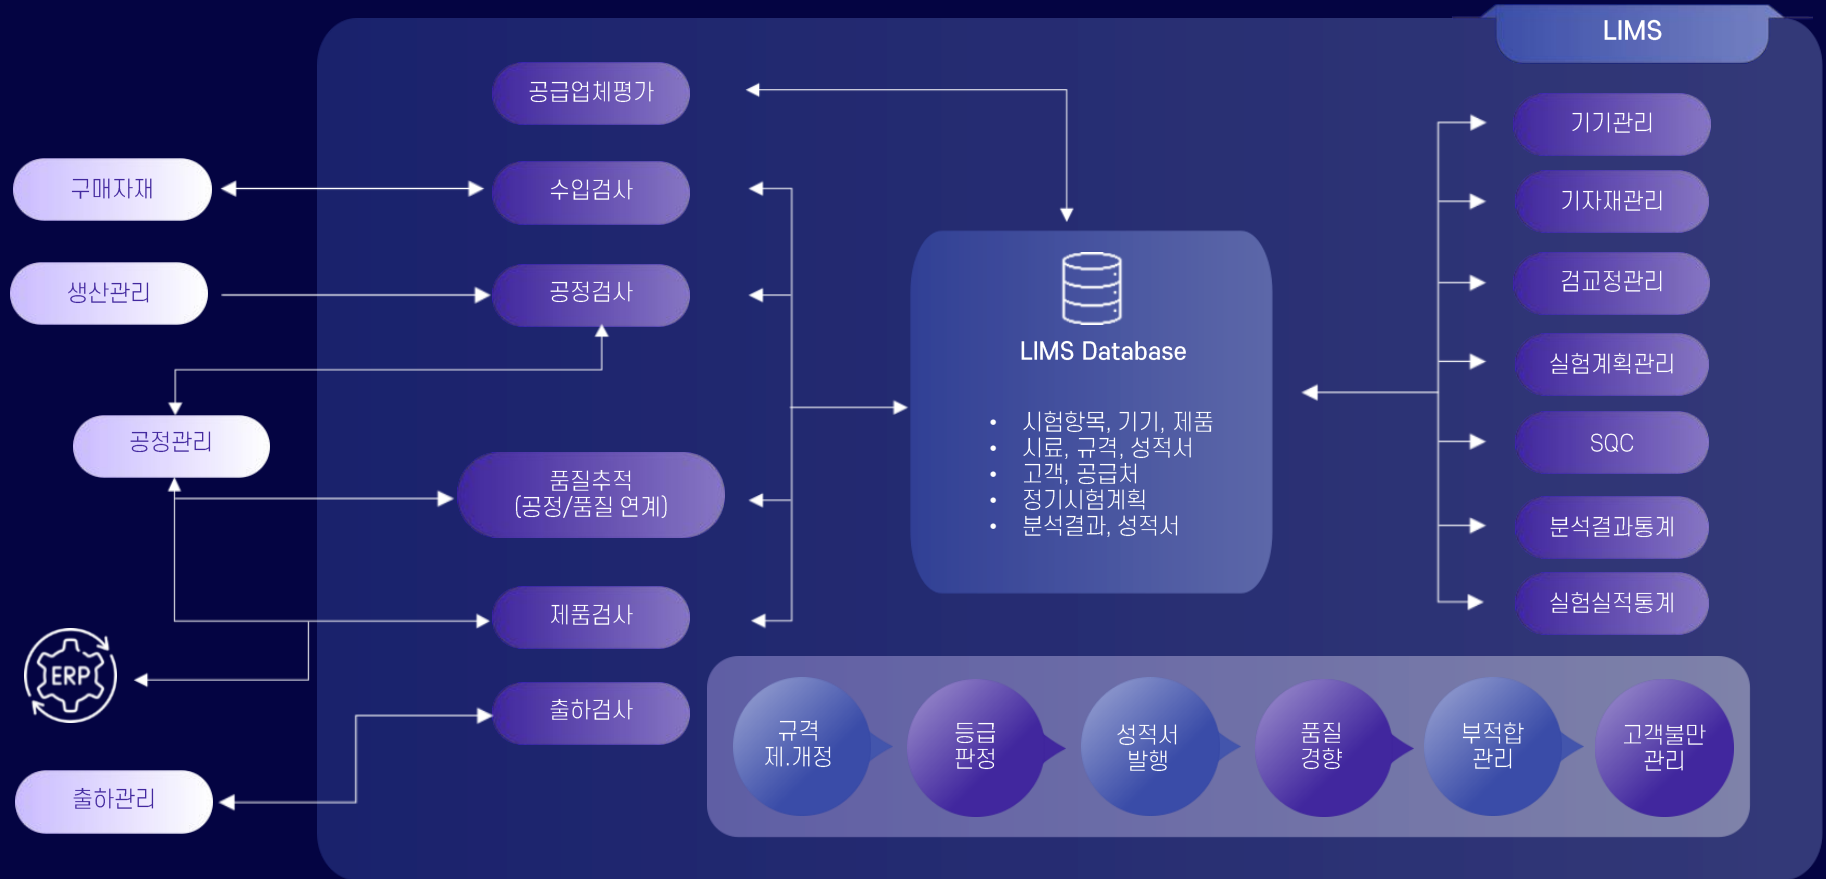 LIMS
공급업체평가
기기관리
구매자재
수입검사
기자재관리
생산관리
공정검사
검교정관리
LIMS Database
실험계획관리
• 시험항목, 기기, 제품
• 시료, 규격, 성적서
• 고객, 공급처
• 정기시험계획
• 분석결과, 성적서
공정관리
SQC
품질추적
(공정/품질 연계)
분석결과통계
제품검사
실험실적통계
ERP
출하검사
규격
제.개정
등급
판정
성적서
발행
품질
경향
부적합
관리
고객불만
관리
출하관리